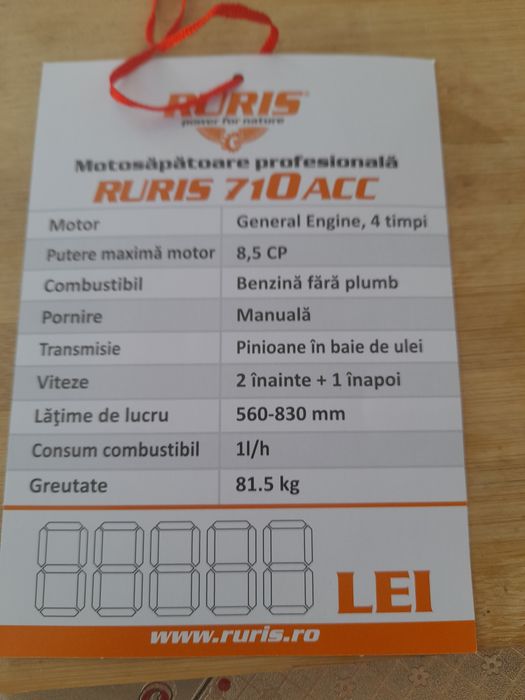 RURIS
power for nature
Motosăpătoare profesională
RURIS 710ACC
Motor General Engine, 4 timpi
Putere maximă motor 8,5 CP
Combustibil Benzină fără plumb
Pornire Manuală
Transmisie Pinioane în baie de ulei
Viteze 2 înainte + 1 înapoi
Lăţime de lucru 560-830 mm
Consum combustibil 1l/h
Greutate 81.5 kg
LEI
www.ruris.ro